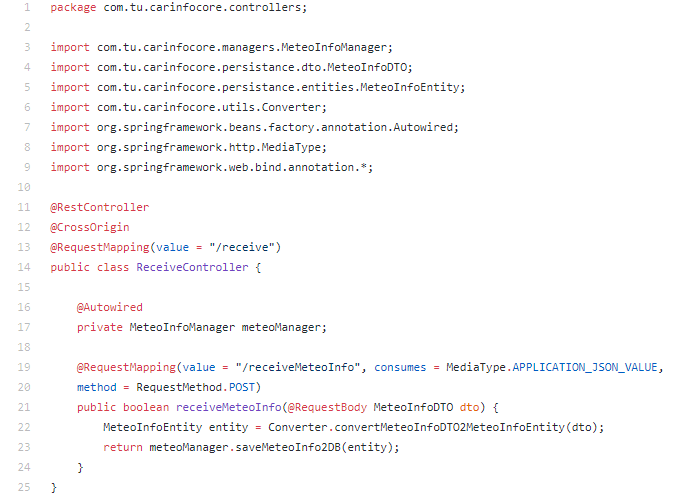 1 package com.tu.carinfocore.controllers;
2
3 import com.tu.carinfocore.managers.MeteoInfoManager;
4 import com.tu.carinfocore.persistance.dto.MeteoInfoDTO;
5 import com.tu.carinfocore.persistance.entities.MeteoInfoEntity;
6 import com.tu.carinfocore.utils.Converter;
7 import org.springframework.beans.factory.annotation.Autowired;
8 import org.springframework.http.MediaType;
9 import org.springframework.web.bind.annotation.*;
10
11 @RestController
12 @CrossOrigin
13 @RequestMapping(value = "/receive")
14 public class ReceiveController {
15
16     @Autowired
17     private MeteoInfoManager meteoManager;
18
19     @RequestMapping(value = "/receiveMeteoInfo", consumes = MediaType.APPLICATION_JSON_VALUE,
20     method = RequestMethod.POST)
21     public boolean receiveMeteoInfo(@RequestBody MeteoInfoDTO dto) {
22         MeteoInfoEntity entity = Converter.convertMeteoInfoDTO2MeteoInfoEntity(dto);
23         return meteoManager.saveMeteoInfo2DB(entity);
24     }
25 }